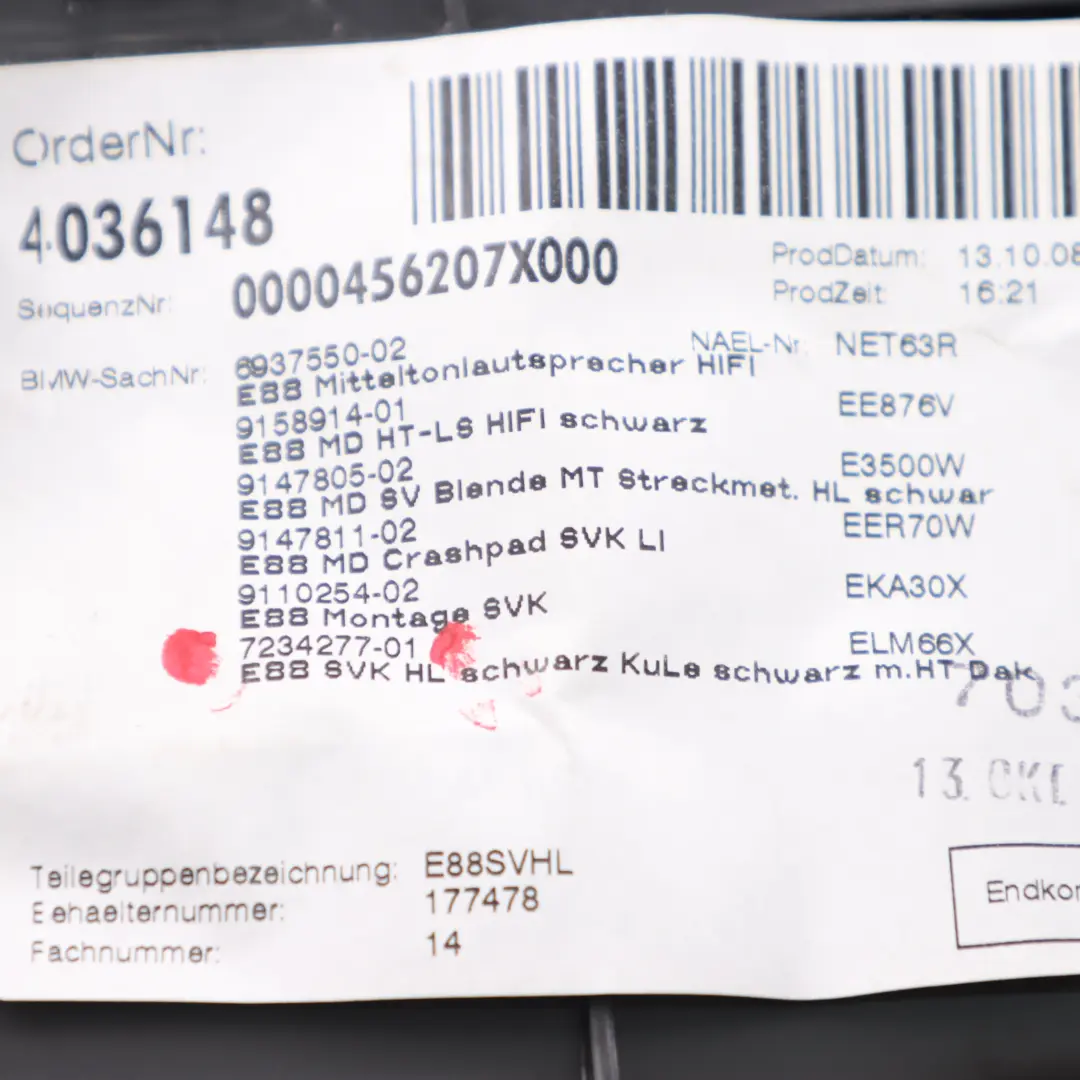 OrderNr:
4036148
SequenzNr: 0000456207X000
ProdDatum: 13.10.08
ProdZeit: 16:21
BMW-SachNr: 6937550-02 NAEL-Nr: NET63R
E88 Mitteltonlautsprecher HIFI
9158914-01 EE876V
E88 MD HT-LS HIFI schwarz
9147805-02 E3500W
E88 MD SV Blende MT Streckmet. HL schwar
9147811-02 EER70W
E88 MD Crashpad SVK LI
9110254-02 EKA30X
E88 Montage SVK
7234277-01 ELM66X
E88 SVK HL schwarz KuLe schwarz m.HT-Dak
703
13. OKT.
Teilegruppenbezeichnung: E88SVHL
Behaelternummer: 177478
Fachnummer: 14
Endkon